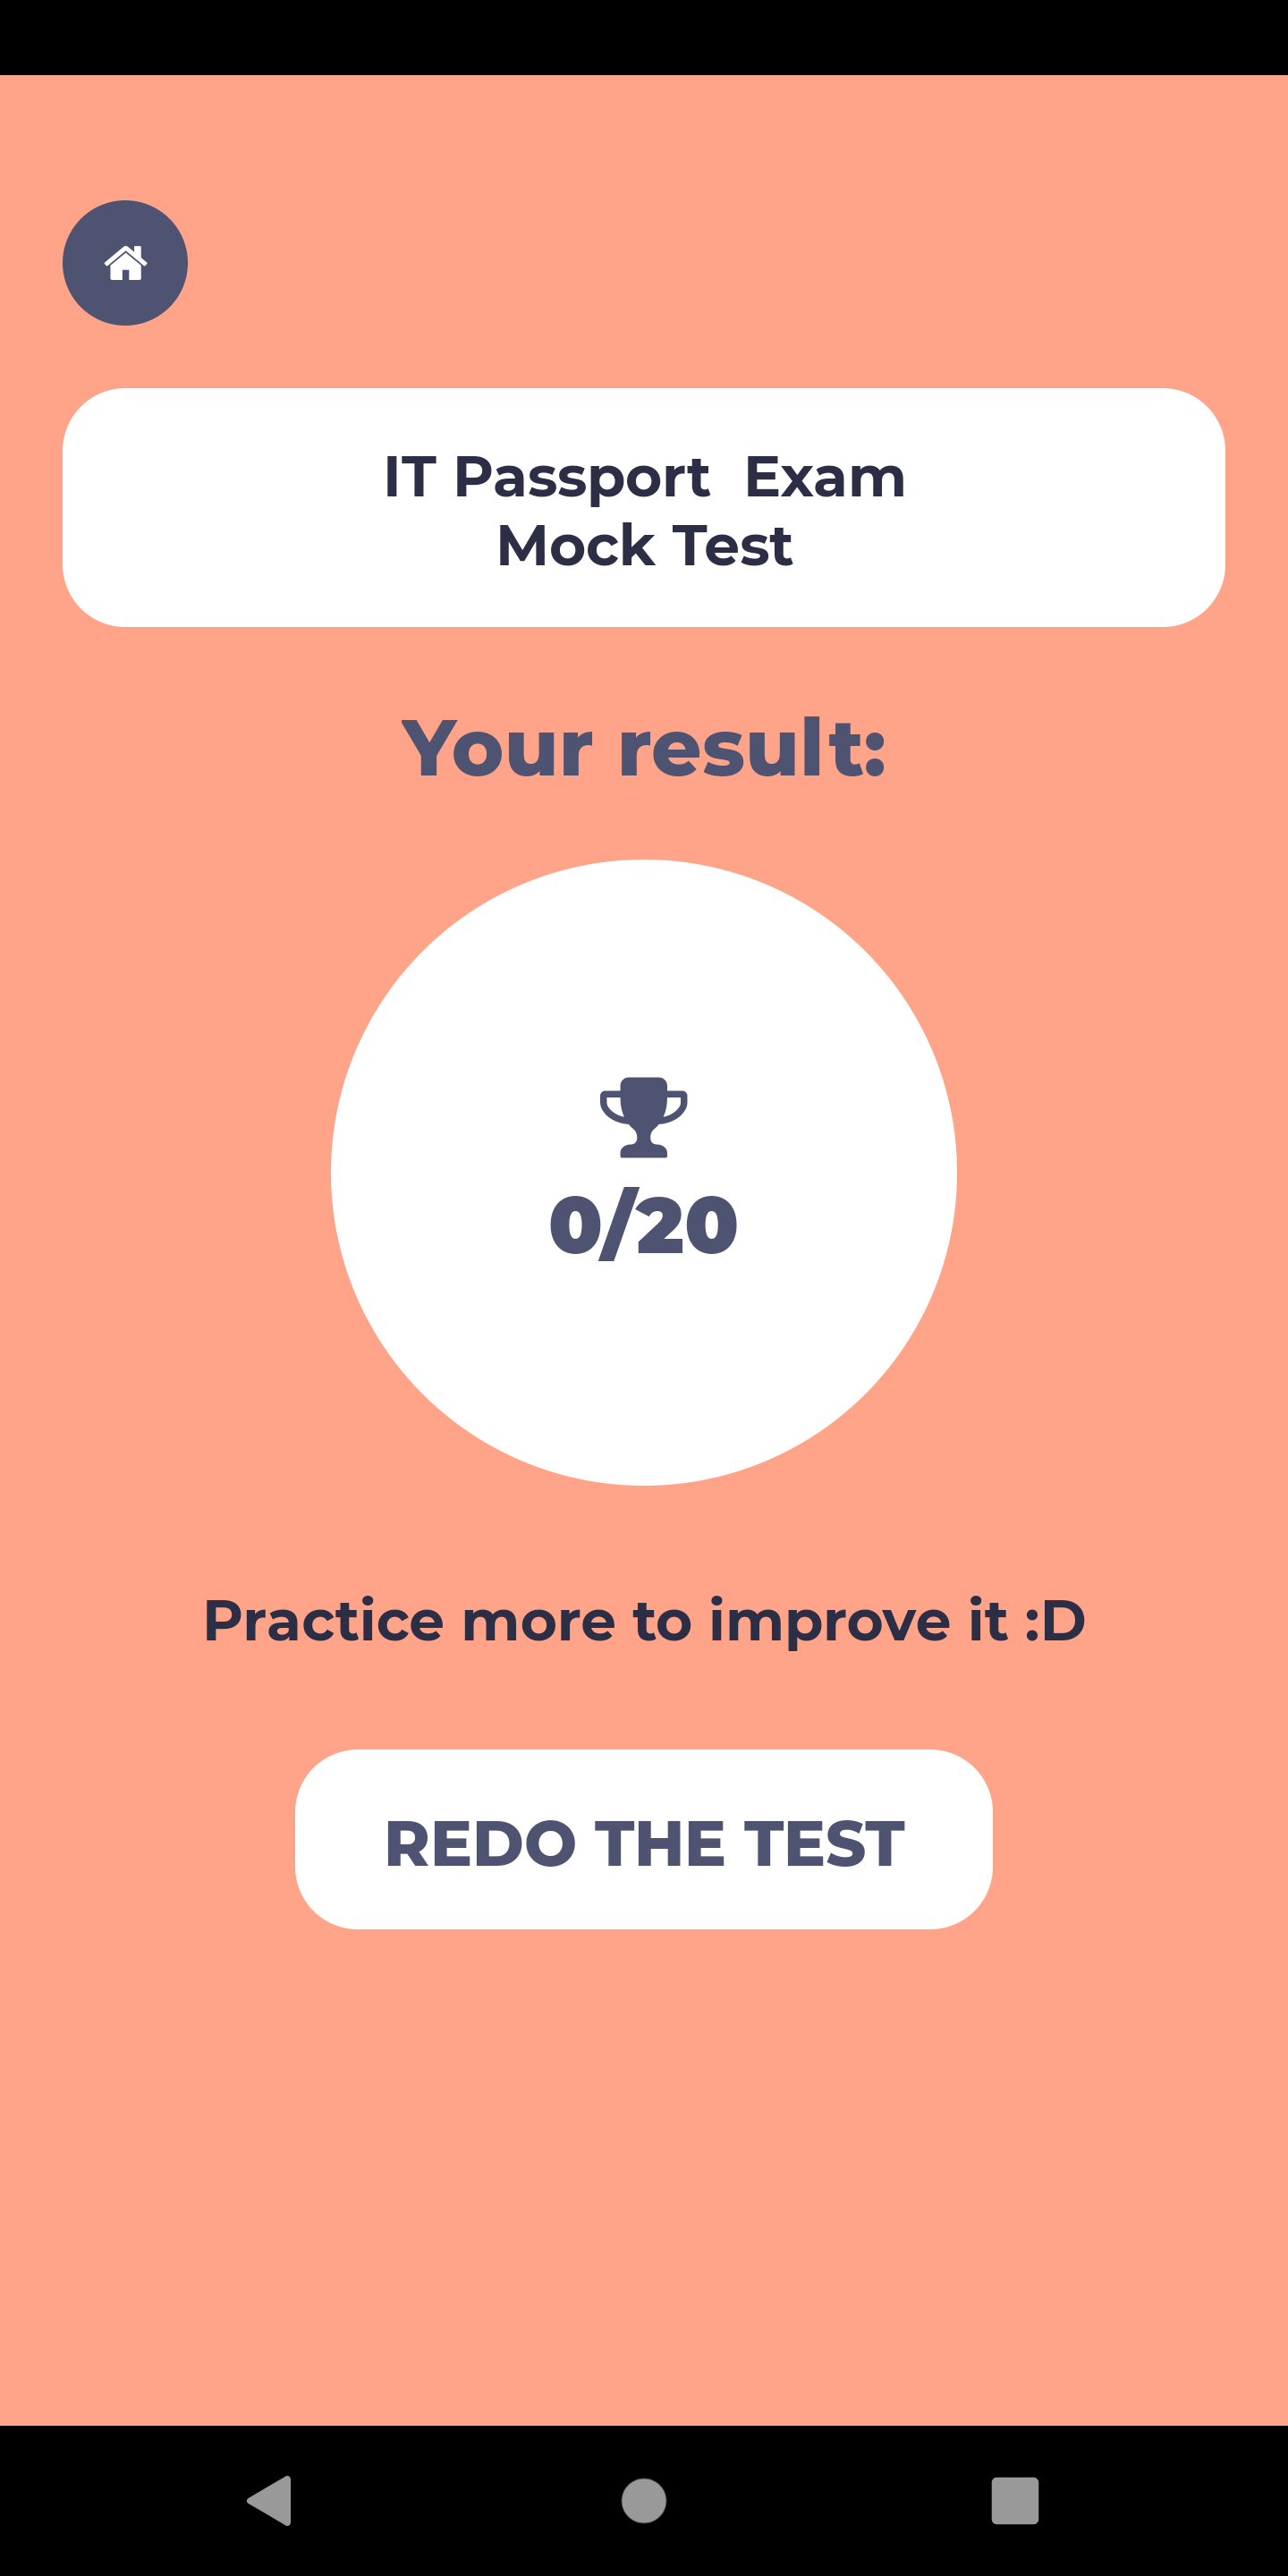 IT Passport  Exam
Mock Test
Your result:
0/20
Practice more to improve it :D
REDO THE TEST